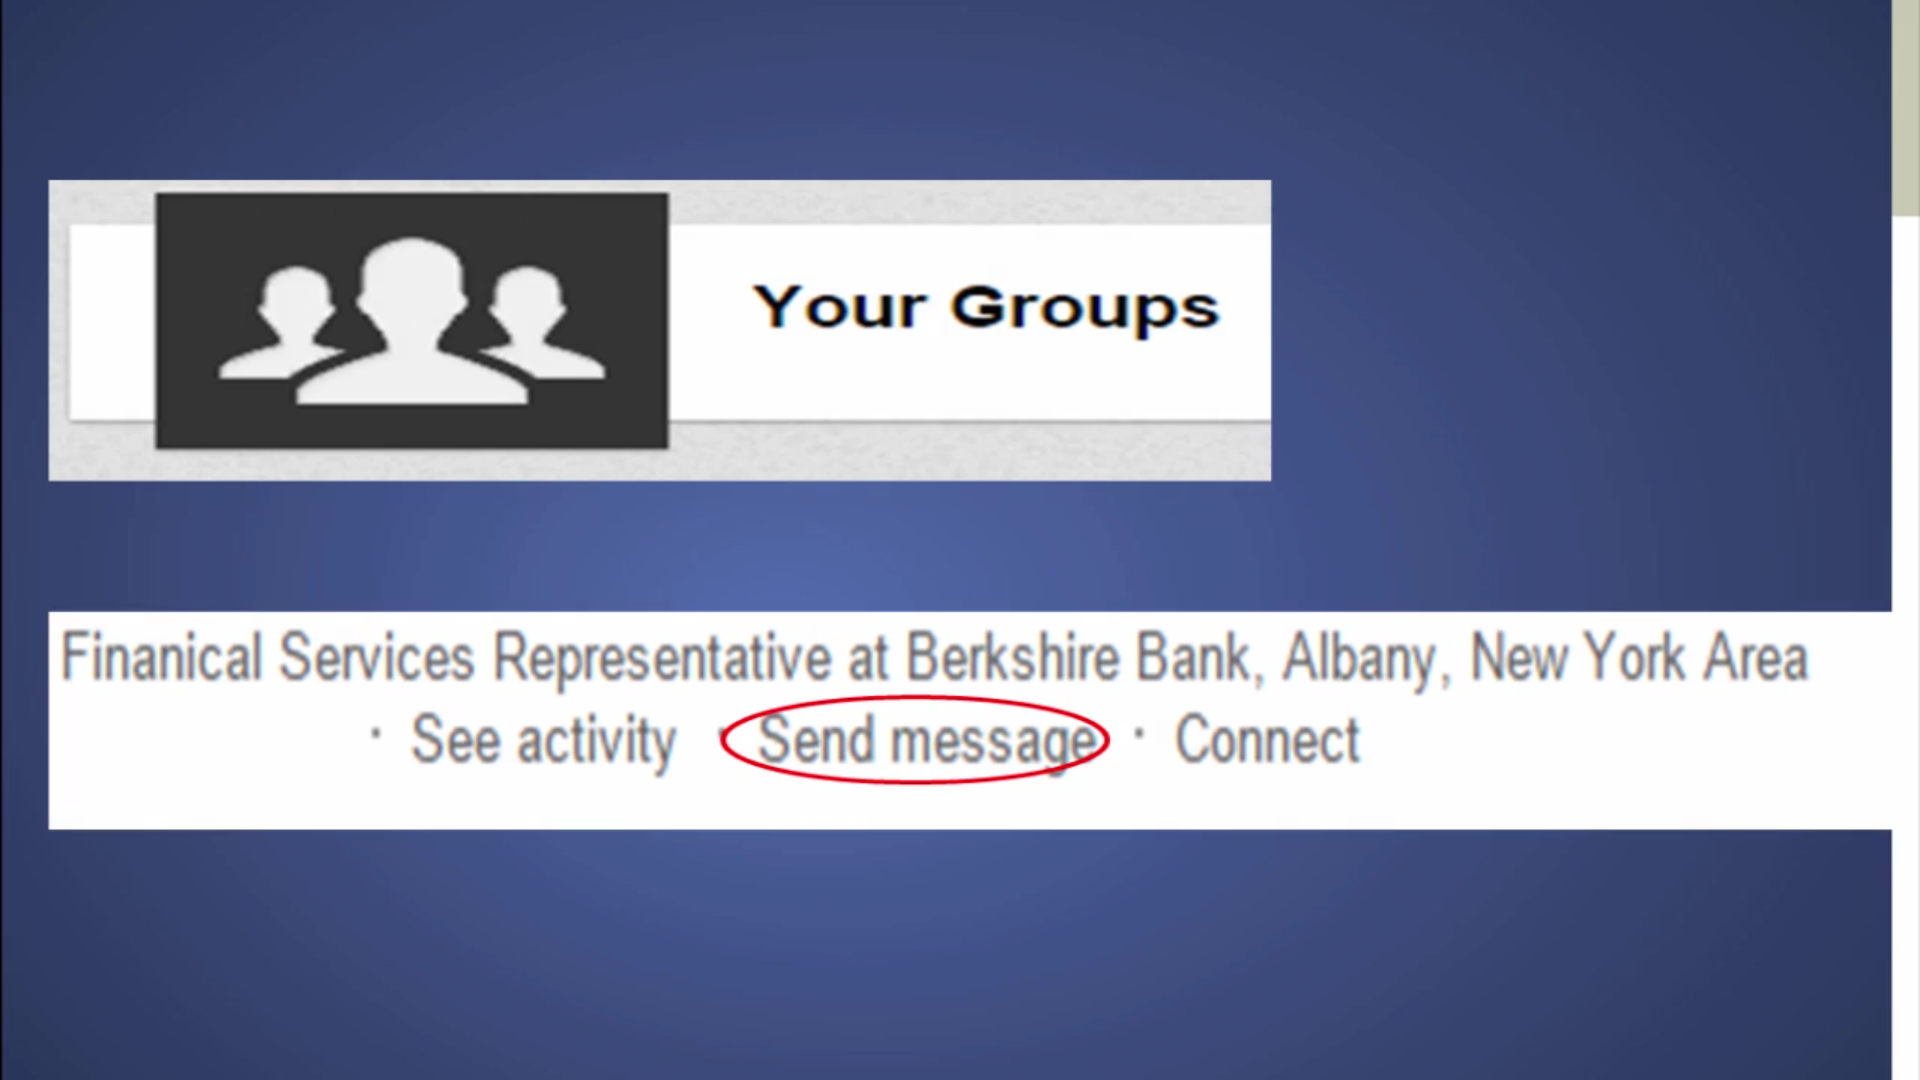 Your Groups
Finanical Services Representative at Berkshire Bank, Albany, New York Area
· See activity · Send message · Connect